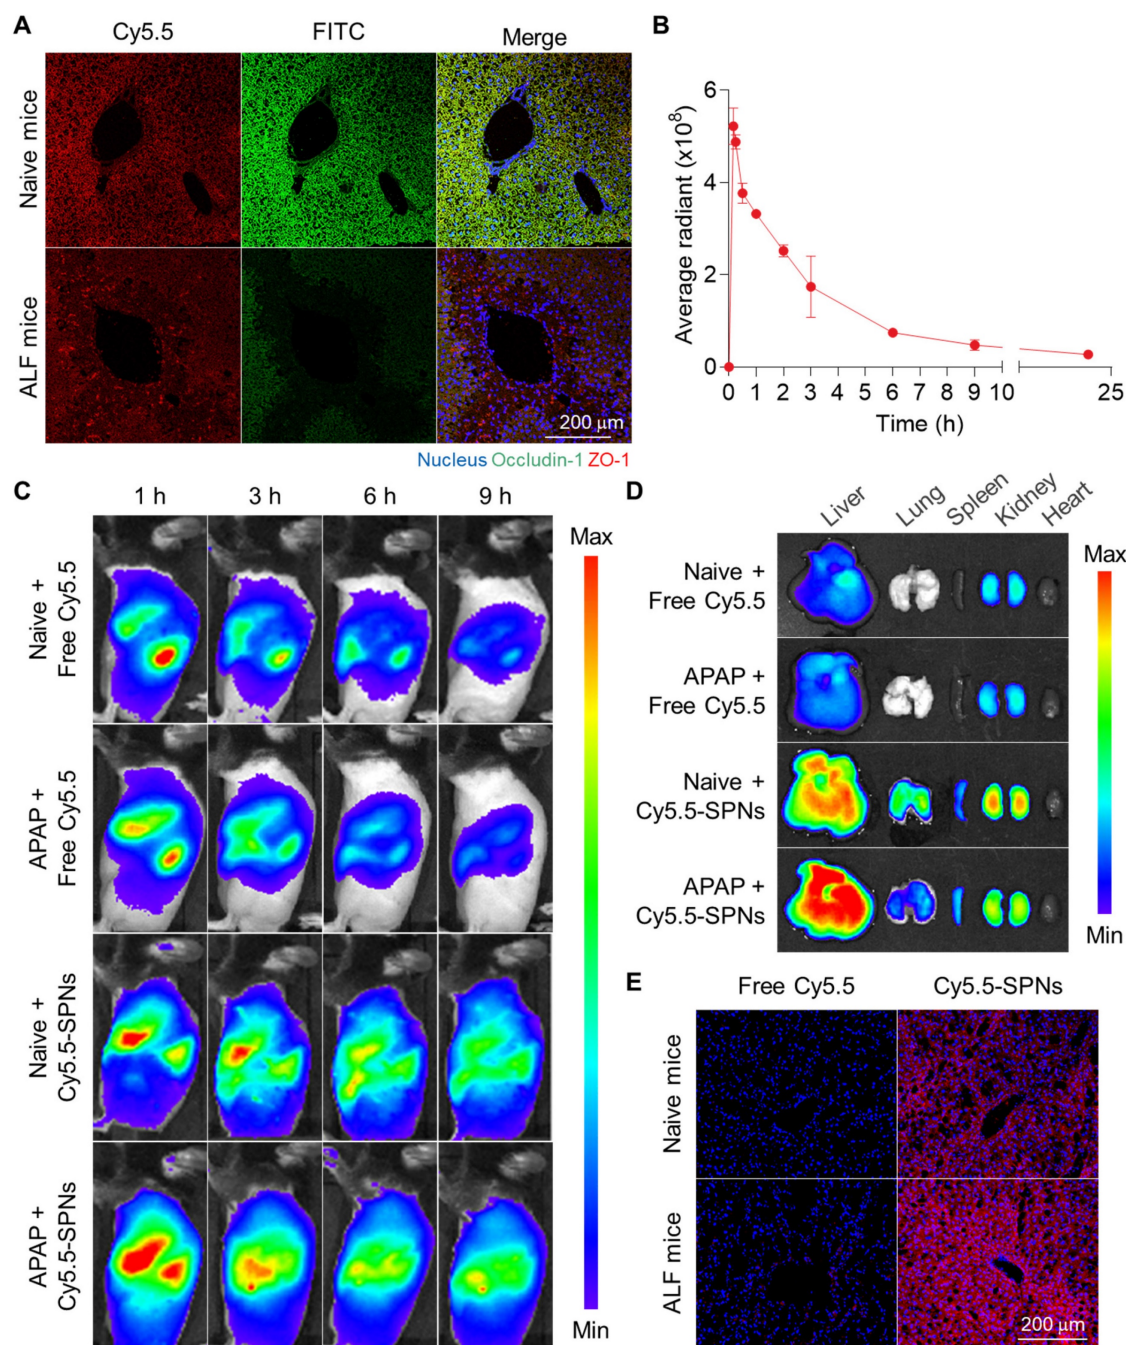 A
Cy5.5
FITC
Merge
Naive mice
ALF mice
200 μm
Nucleus Occludin-1 ZO-1
B
Average radiant (x10⁸)
6
4
2
0
0 1 2 3 4 5 6 7 8 9 10 25
Time (h)
C
1 h
3 h
6 h
9 h
Naive +
Free Cy5.5
APAP +
Free Cy5.5
Naive +
Cy5.5-SPNs
APAP +
Cy5.5-SPNs
Max
Min
D
Liver
Lung
Spleen
Kidney
Heart
Naive +
Free Cy5.5
APAP +
Free Cy5.5
Naive +
Cy5.5-SPNs
APAP +
Cy5.5-SPNs
Max
Min
E
Free Cy5.5
Cy5.5-SPNs
Naive mice
ALF mice
200 μm